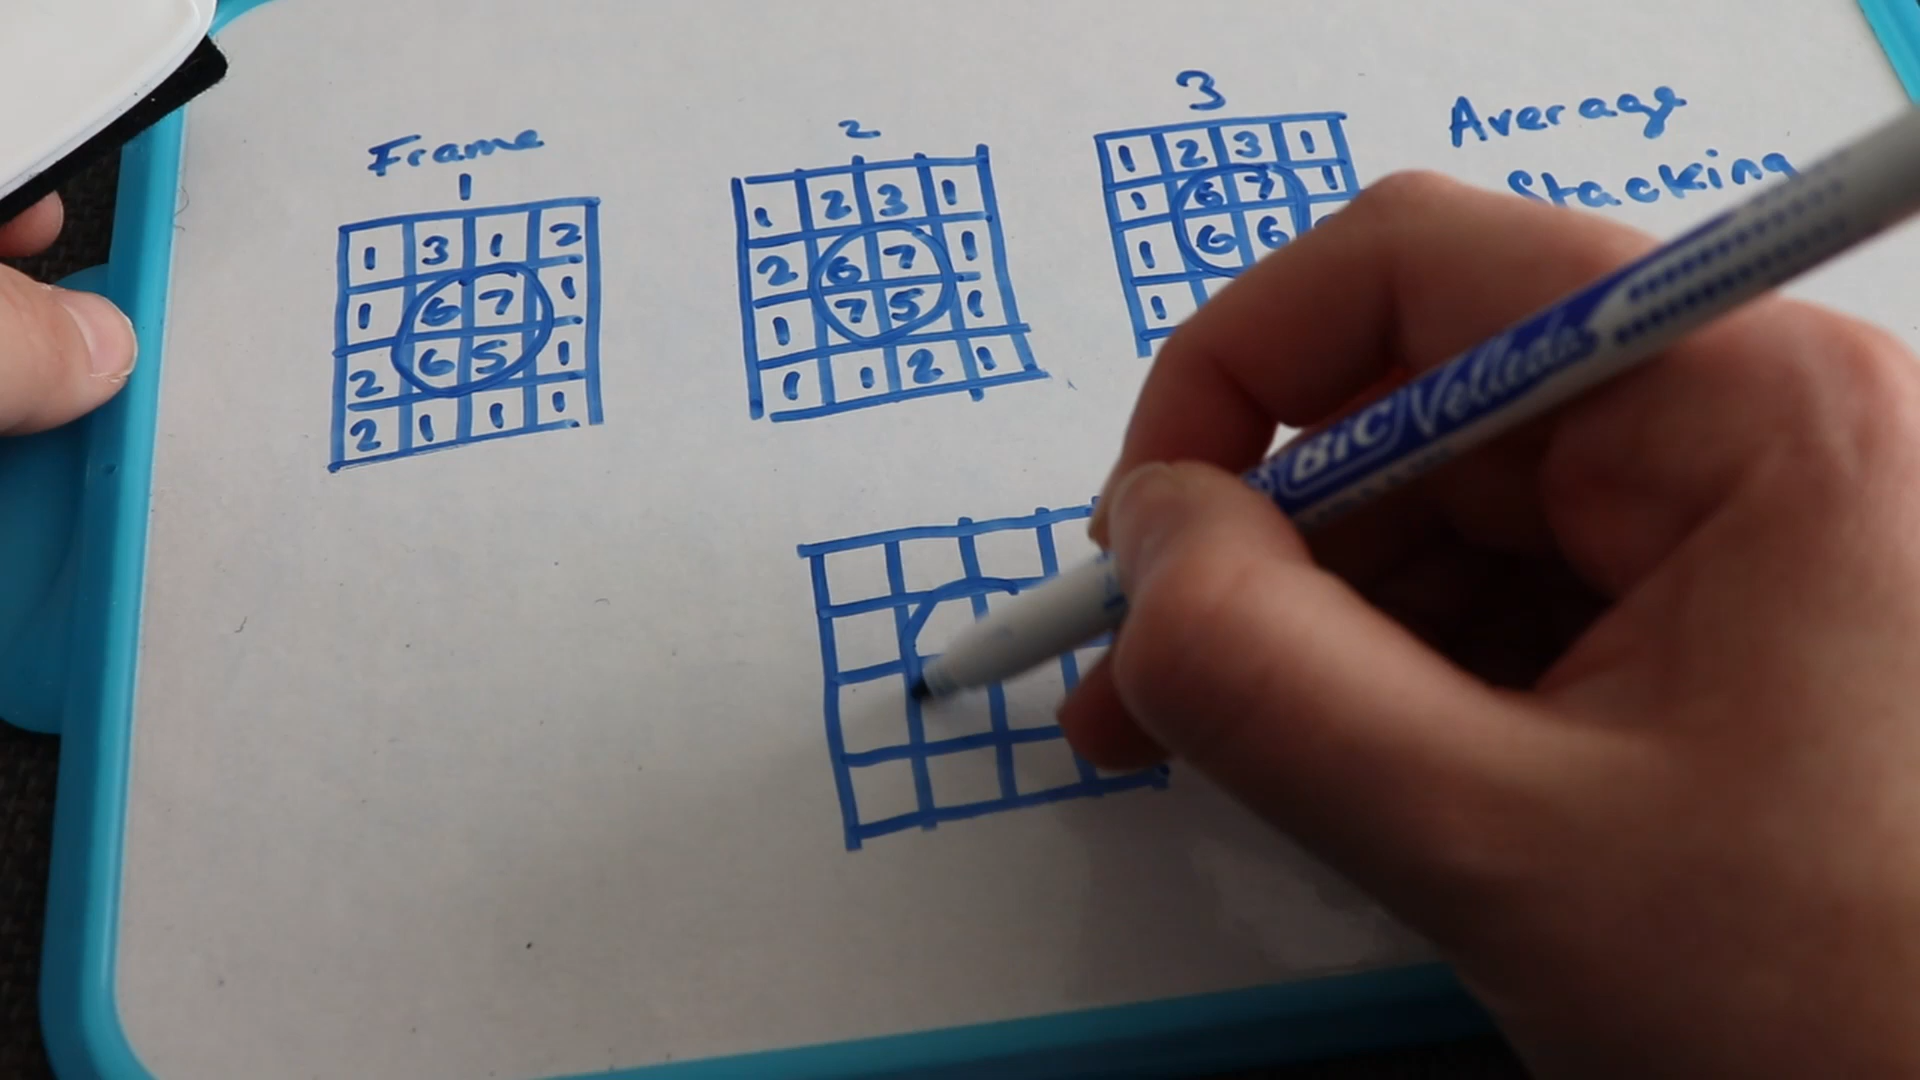 Frame
1
1 3 1 2
1 6 7 1
2 6 5 1
2 1 1 1
2
1 2 3 1
2 6 7 1
1 7 5 1
1 1 2 1
3
1 2 3 1
1 6 7 1
1 6 6
1
Average
Stacking
BiC Velleda